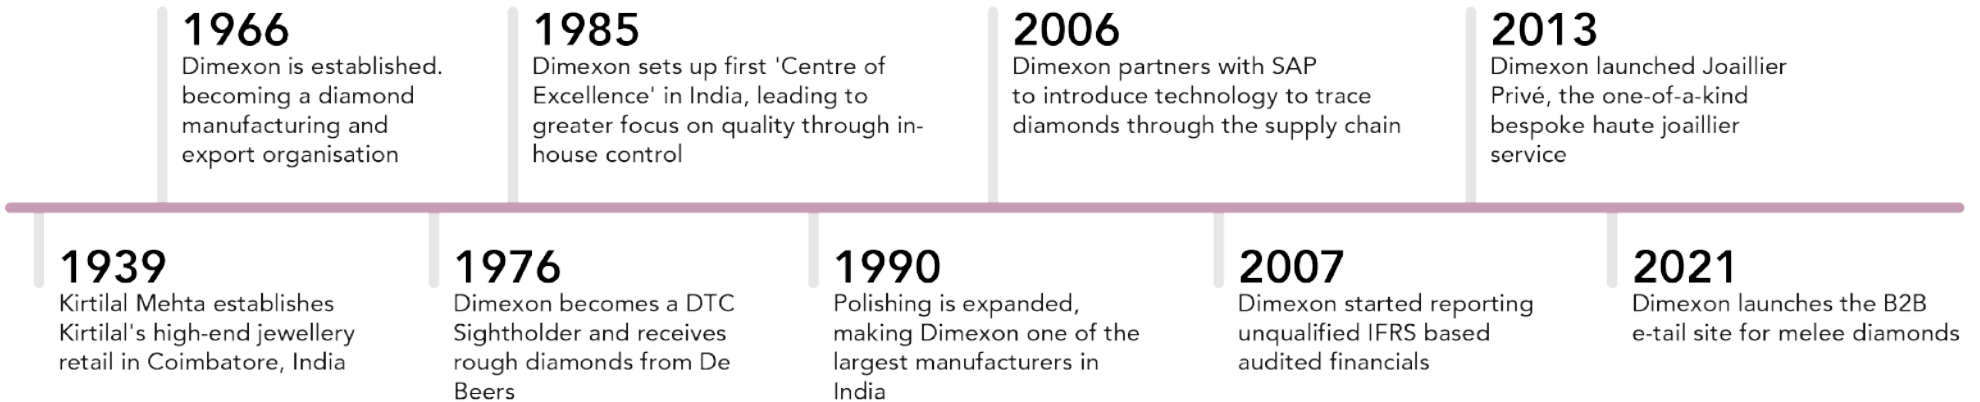 1966
Dimexon is established.
becoming a diamond
manufacturing and
export organisation
1985
Dimexon sets up first 'Centre of
Excellence' in India, leading to
greater focus on quality through in-
house control
2006
Dimexon partners with SAP
to introduce technology to trace
diamonds through the supply chain
2013
Dimexon launched Joaillier
Privé, the one-of-a-kind
bespoke haute joaillier
service
1939
Kirtilal Mehta establishes
Kirtilal's high-end jewellery
retail in Coimbatore, India
1976
Dimexon becomes a DTC
Sightholder and receives
rough diamonds from De
Beers
1990
Polishing is expanded,
making Dimexon one of the
largest manufacturers in
India
2007
Dimexon started reporting
unqualified IFRS based
audited financials
2021
Dimexon launches the B2B
e-tail site for melee diamonds